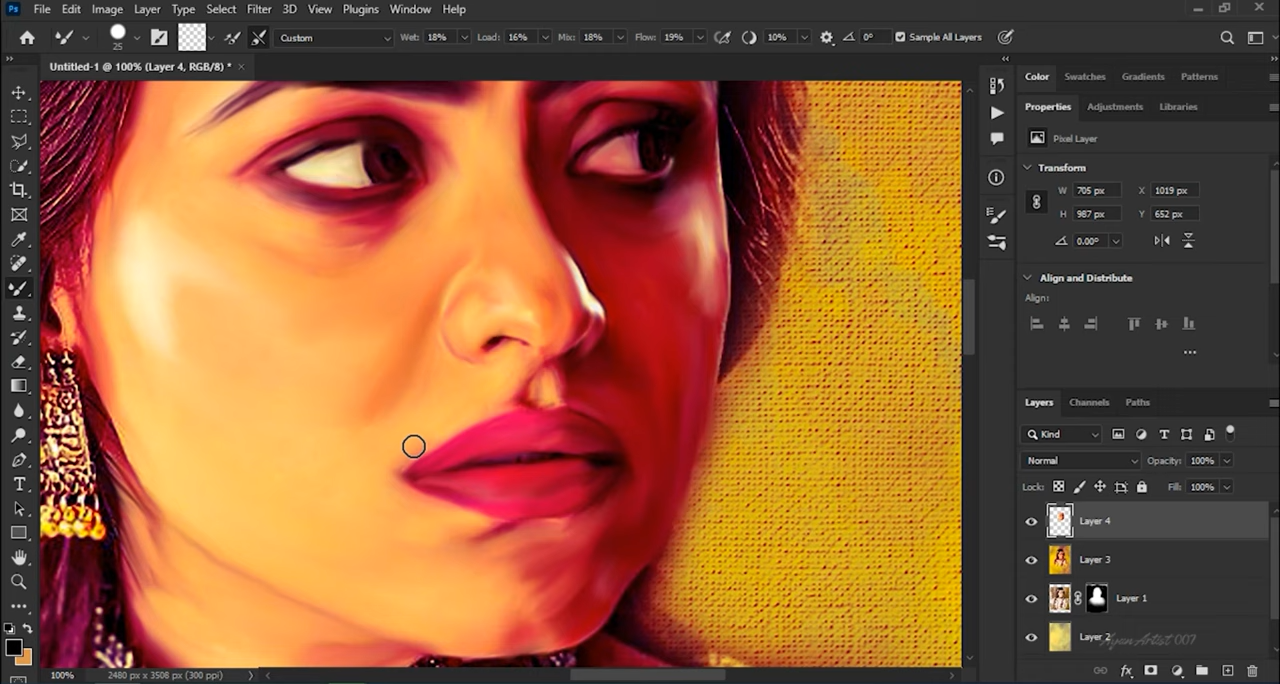 Ps File Edit Image Layer Type Select Filter 3D View Plugins Window Help
25 Custom Wet: 18% Load: 16% Mix: 18% Flow: 19% 10% 0° Sample All Layers
Untitled-1 @ 100% (Layer 4, RGB/8) * ×
Color Swatches Gradients Patterns
Properties Adjustments Libraries
Pixel Layer
Transform
W 705 px X 1019 px
H 987 px Y 652 px
0.00°
Align and Distribute
Align:
Layers Channels Paths
Kind
Normal Opacity: 100%
Lock: Fill: 100%
Layer 4
Layer 3
Layer 1
Layer 2
Ayan Artist 007
100% 2480 px x 3508 px (300 ppi)